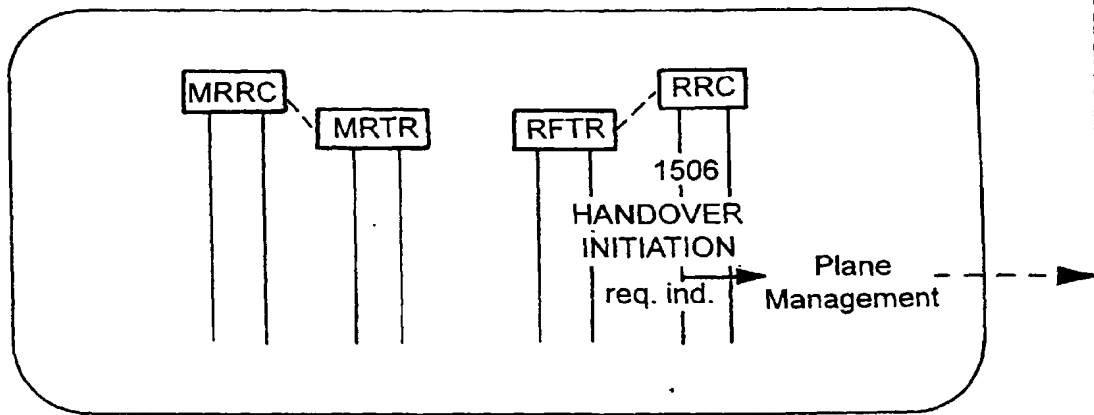 MRRC
MRTR
RFTR
RRC
1506
HANDOVER
INITIATION
req. ind.
Plane
Management